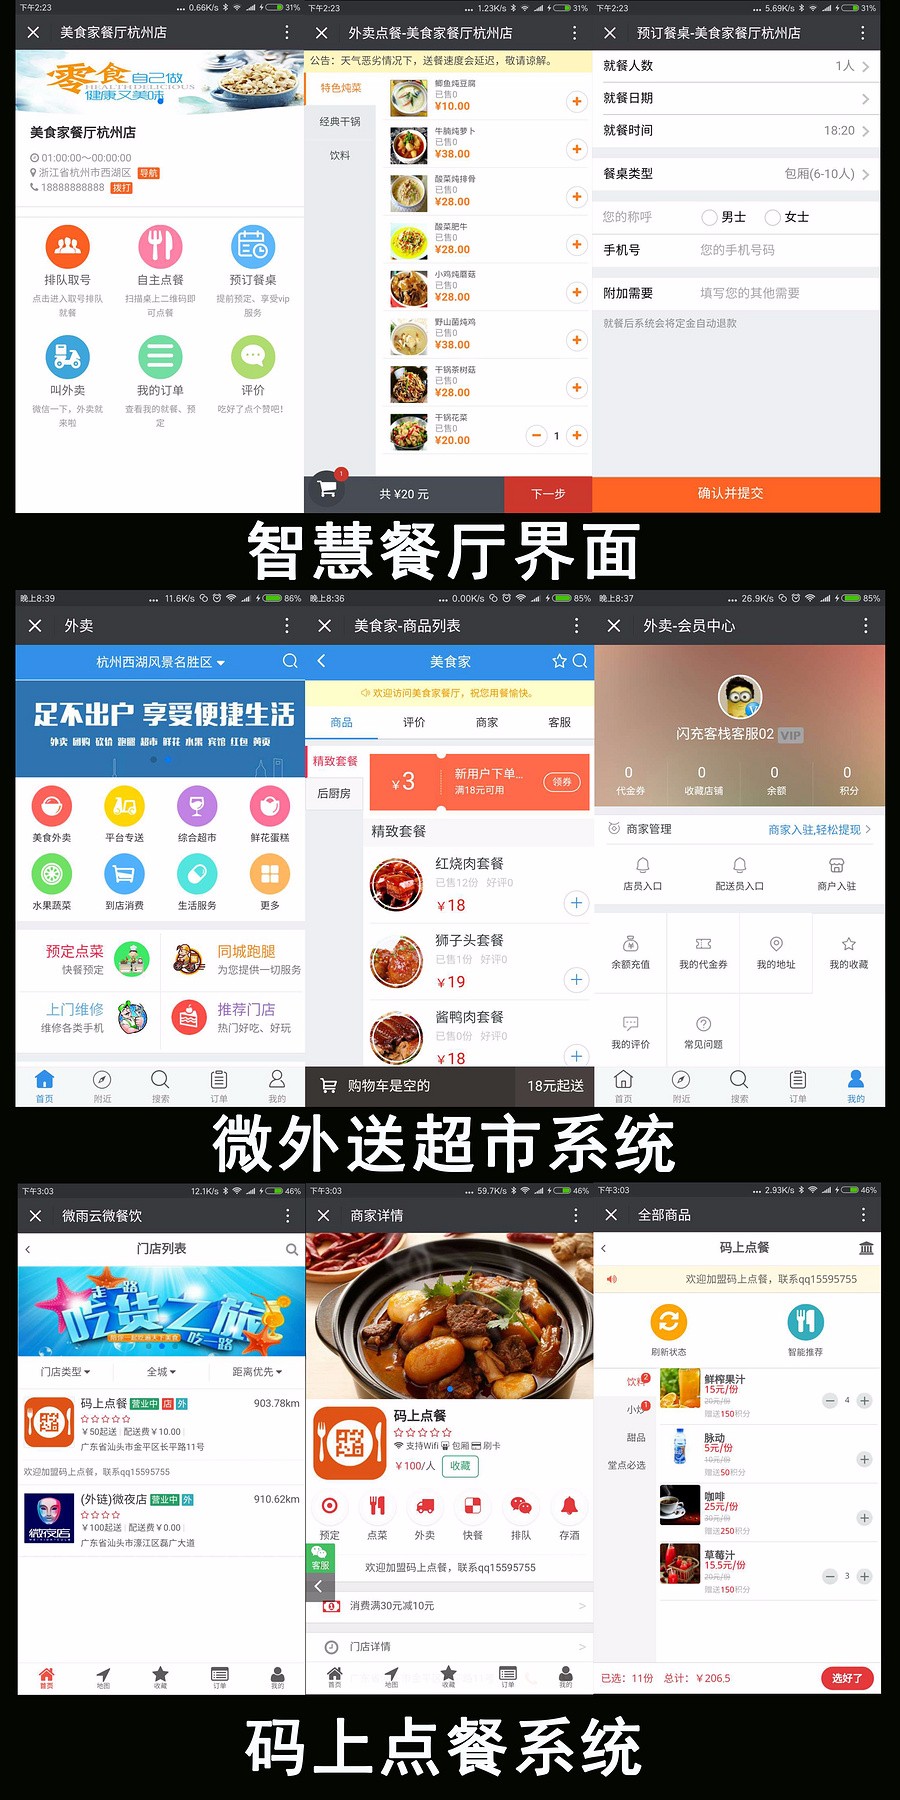 下午2:23
0.66K/s
31%
下午2:23
1.23K/s
31%
下午2:23
5.69K/s
31%
美食家餐厅杭州店
外卖点餐-美食家餐厅杭州店
预订餐桌-美食家餐厅杭州店
零食自己做
HEALTHDELICIOUS
健康又美味
美食家餐厅杭州店
01:00:00～00:00:00
浙江省杭州市西湖区 导航
18888888888 拨打
排队取号
点击进入取号排队
就餐
自主点餐
扫描桌上二维码即
可点餐
预订餐桌
提前预定、享受vip
服务
叫外卖
微信一下，外卖就
来啦
我的订单
查看我的就餐、预
定
评价
吃好了点个赞吧！
公告：天气恶劣情况下，送餐速度会延迟，敬请谅解。
特色炖菜
经典干锅
饮料
鲫鱼炖豆腐
已售0
¥10.00
牛腩炖萝卜
已售0
¥38.00
酸菜炖排骨
已售0
¥28.00
酸菜肥牛
已售0
¥28.00
小鸡炖蘑菇
已售0
¥28.00
野山菌炖鸡
已售0
¥38.00
干锅茶树菇
已售0
¥28.00
干锅花菜
已售0
¥20.00
1
1
共 ¥20 元
下一步
就餐人数
1人
就餐日期
就餐时间
18:20
餐桌类型
包厢(6-10人)
您的称呼
男士
女士
手机号
您的手机号码
附加需要
填写您的其他需要
就餐后系统会将定金自动退款
确认并提交
智慧餐厅界面
晚上8:39
11.6K/s
86%
晚上8:36
0.00K/s
85%
晚上8:37
26.9K/s
85%
外卖
美食家-商品列表
外卖-会员中心
杭州西湖风景名胜区
足不出户 享受便捷生活
外卖 团购 砍价 跑腿 超市 鲜花 水果 宾馆 红包 黄页
美食外卖
平台专送
综合超市
鲜花蛋糕
水果蔬菜
到店消费
生活服务
更多
预定点菜
快餐预定
同城跑腿
为您提供一切服务
上门维修
维修各类手机
推荐门店
热门好吃、好玩
首页
附近
搜索
订单
我的
美食家
欢迎访问美食家餐厅，祝您用餐愉快。
商品
评价
商家
客服
精致套餐
后厨房
¥3
新用户下单...
满18元可用
领券
精致套餐
红烧肉套餐
已售12份 好评0
¥18
狮子头套餐
已售1份 好评0
¥19
酱鸭肉套餐
已售0份 好评0
¥18
购物车是空的
18元起送
闪充客栈客服02 VIP
0
代金券
0
收藏店铺
0
余额
0
积分
商家管理
商家入驻,轻松提现
店员入口
配送员入口
商户入驻
余额充值
我的代金券
我的地址
我的收藏
我的评价
常见问题
首页
附近
搜索
订单
我的
微外送超市系统
下午3:03
12.1K/s
46%
下午3:03
59.7K/s
46%
下午3:03
2.93K/s
46%
微雨云微餐饮
商家详情
全部商品
门店列表
走一路
吃货之旅
吃一路
门店类型
全城
距离优先
码上点餐 营业中 店 外
903.78km
¥50起送 配送费¥10.00
广东省汕头市金平区长平路11号
欢迎加盟码上点餐，联系qq15595755
(外链)微夜店 营业中 外
910.62km
微夜店
¥100起送 配送费¥0.00
广东省汕头市濠江区磊广大道
首页
地图
收藏
订单
我的
码上点餐
支持Wifi 包厢 刷卡
¥100/人
收藏
预定
点菜
外卖
快餐
排队
存酒
客服
欢迎加盟码上点餐，联系qq15595755
消费满30元减10元
门店详情
首页
地图
收藏
订单
我的
码上点餐
欢迎加盟码上点餐，联系qq15595755
刷新状态
智能推荐
饮料
2
小炒
1
甜品
堂点必选
鲜榨果汁
15元/份
20元/份
赠送150积分
4
脉动
5元/份
10元/份
赠送50积分
咖啡
25元/份
30元/份
赠送250积分
草莓汁
15.5元/份
20元/份
赠送150积分
3
已选：11份 总计：¥206.5
选好了
码上点餐系统